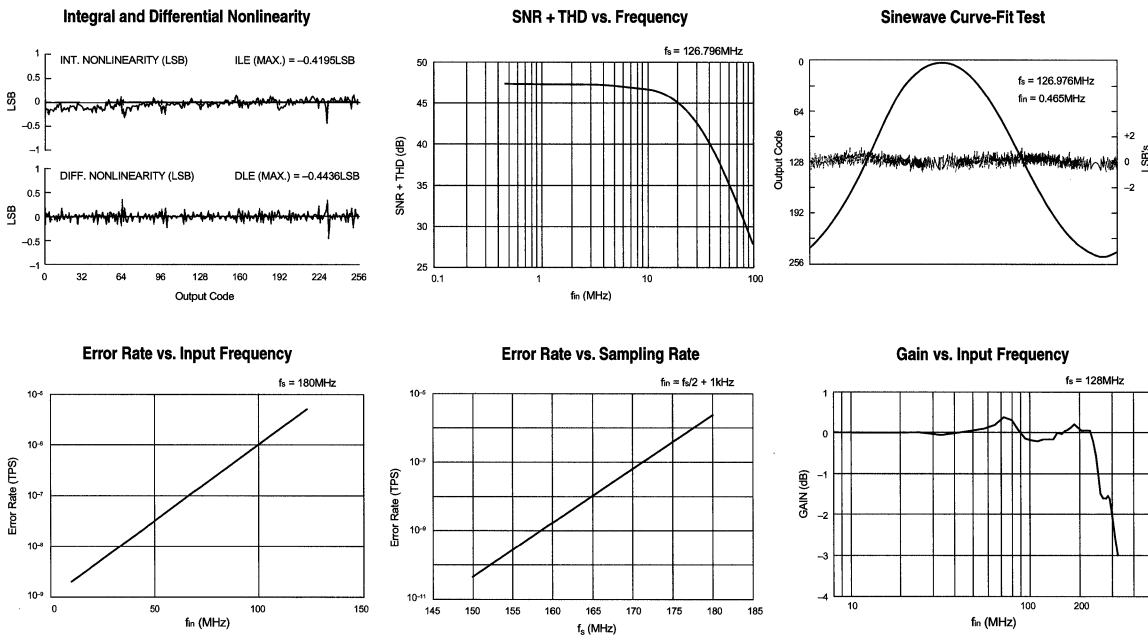 Integral and Differential Nonlinearity
INT. NONLINEARITY (LSB) ILE (MAX.) = –0.4195LSB
1
0.5
0
–0.5
–1
LSB
DIFF. NONLINEARITY (LSB) DLE (MAX.) = –0.4436LSB
1
0.5
0
–0.5
–1
LSB
0 32 64 96 128 160 192 224 256
Output Code
SNR + THD vs. Frequency
fs = 126.796MHz
50
45
40
35
30
25
SNR + THD (dB)
0.1 1 10 100
fin (MHz)
Sinewave Curve-Fit Test
fs = 126.976MHz
fin = 0.465MHz
0
64
128
192
256
Output Code
+2
0
–2
LSB's
Error Rate vs. Input Frequency
fs = 180MHz
10–5
10–6
10–7
10–8
10–9
Error Rate (TPS)
0 50 100 150
fin (MHz)
Error Rate vs. Sampling Rate
fin = fs/2 + 1kHz
10–5
10–7
10–9
10–11
Error Rate (TPS)
145 150 155 160 165 170 175 180 185
fs (MHz)
Gain vs. Input Frequency
fs = 128MHz
1
0
–1
–2
–3
–4
GAIN (dB)
10 100 200
fin (MHz)